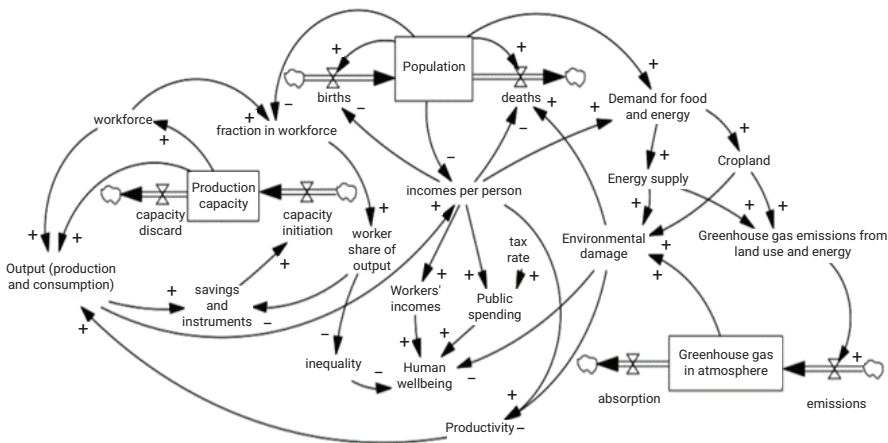 Population
births
deaths
Demand for food
and energy
workforce
fraction in workforce
Cropland
Energy supply
Production
capacity
incomes per person
capacity
discard
capacity
initiation
worker
share of
output
tax
rate
Environmental
damage
Greenhouse gas emissions from
land use and energy
Output (production
and consumption)
savings
and
instruments
Workers'
incomes
Public
spending
inequality
Human
wellbeing
Greenhouse gas
in atmosphere
absorption
emissions
Productivity